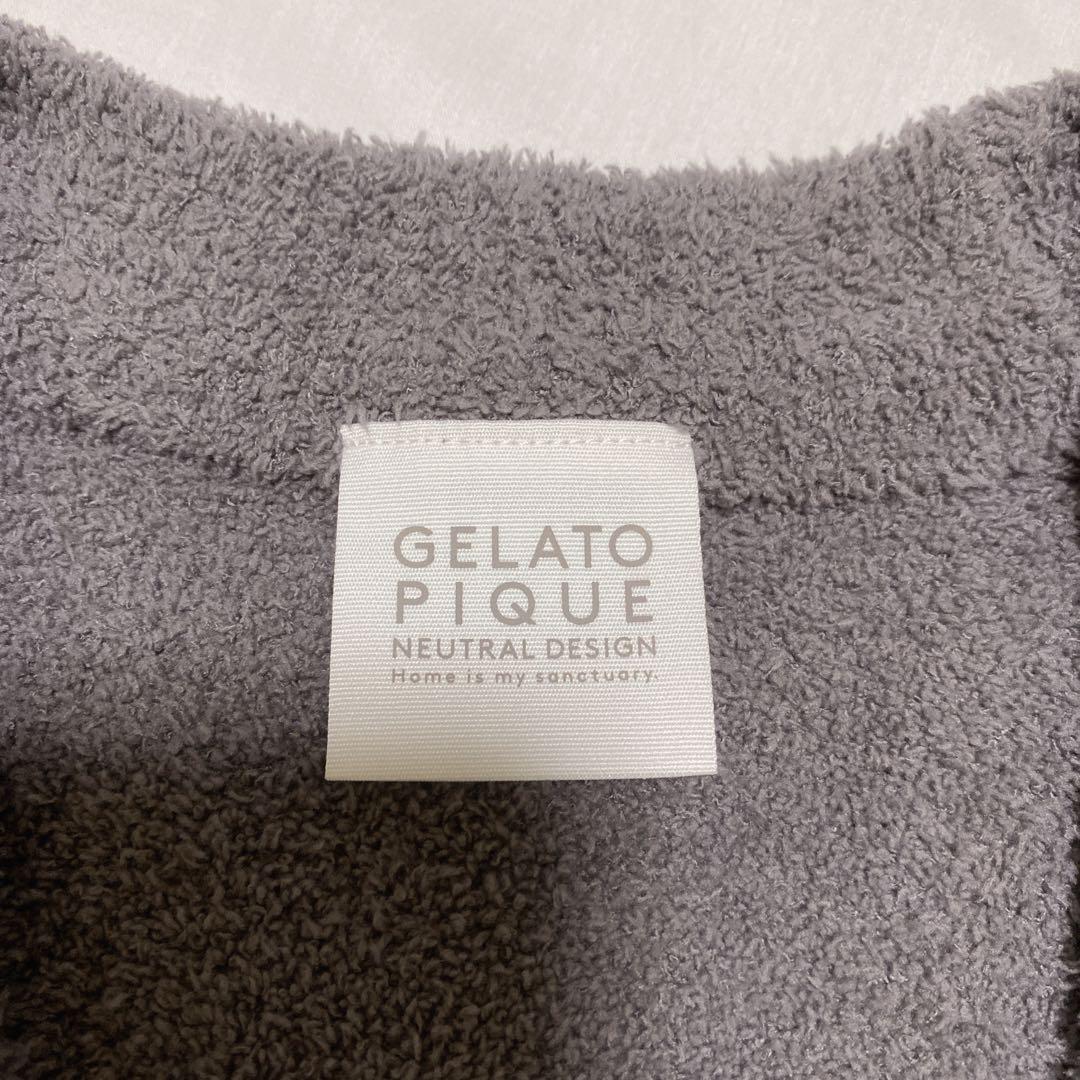 GELATO
PIQUE
NEUTRAL DESIGN
Home is my sanctuary.